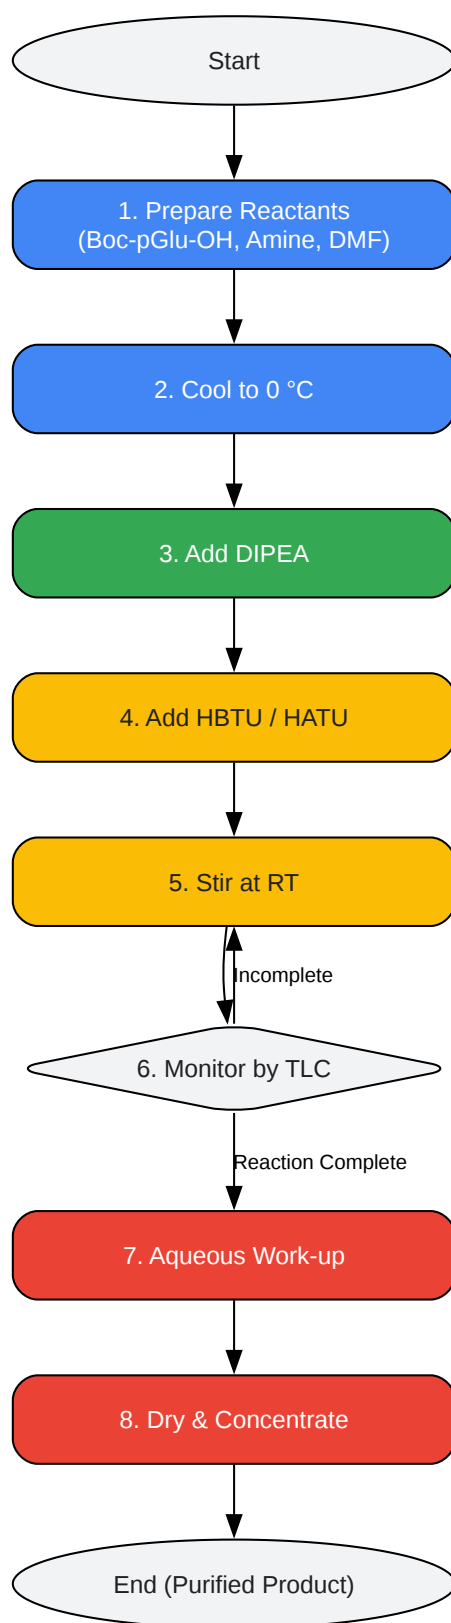 Start
1. Prepare Reactants
(Boc-pGlu-OH, Amine, DMF)
2. Cool to 0 °C
3. Add DIPEA
4. Add HBTU / HATU
5. Stir at RT
Incomplete
6. Monitor by TLC
Reaction Complete
7. Aqueous Work-up
8. Dry & Concentrate
End (Purified Product)